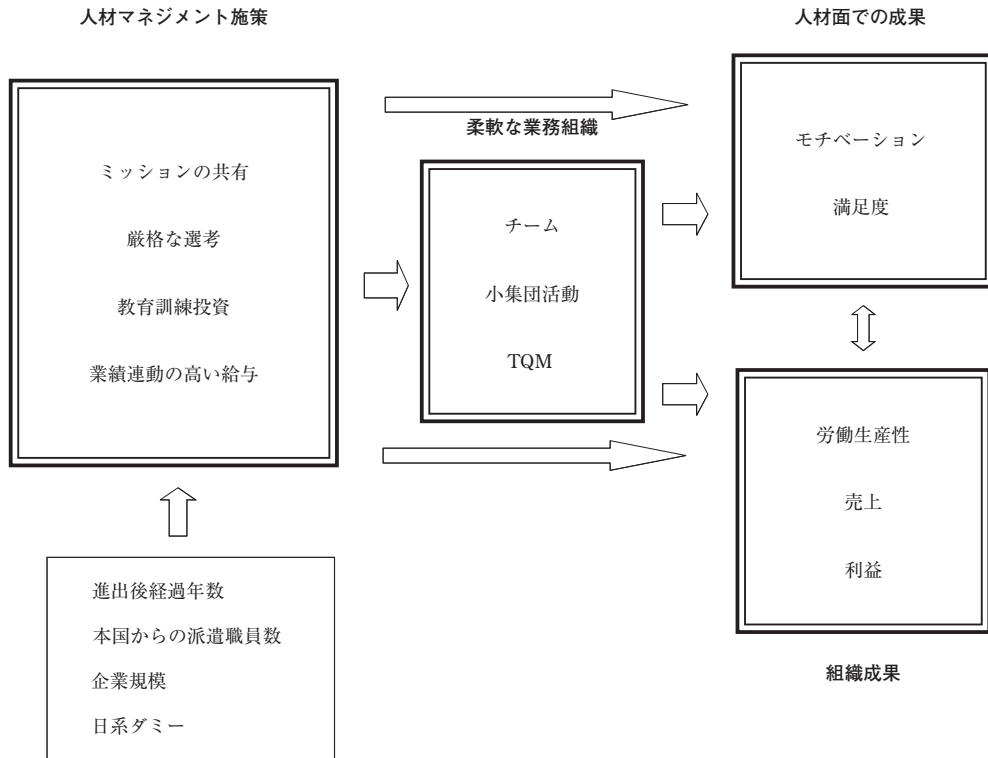 人材マネジメント施策
人材面での成果
ミッションの共有
厳格な選考
教育訓練投資
業績連動の高い給与
柔軟な業務組織
チーム
小集団活動
TQM
モチベーション
満足度
労働生産性
売上
利益
組織成果
進出後経過年数
本国からの派遣職員数
企業規模
日系ダミー